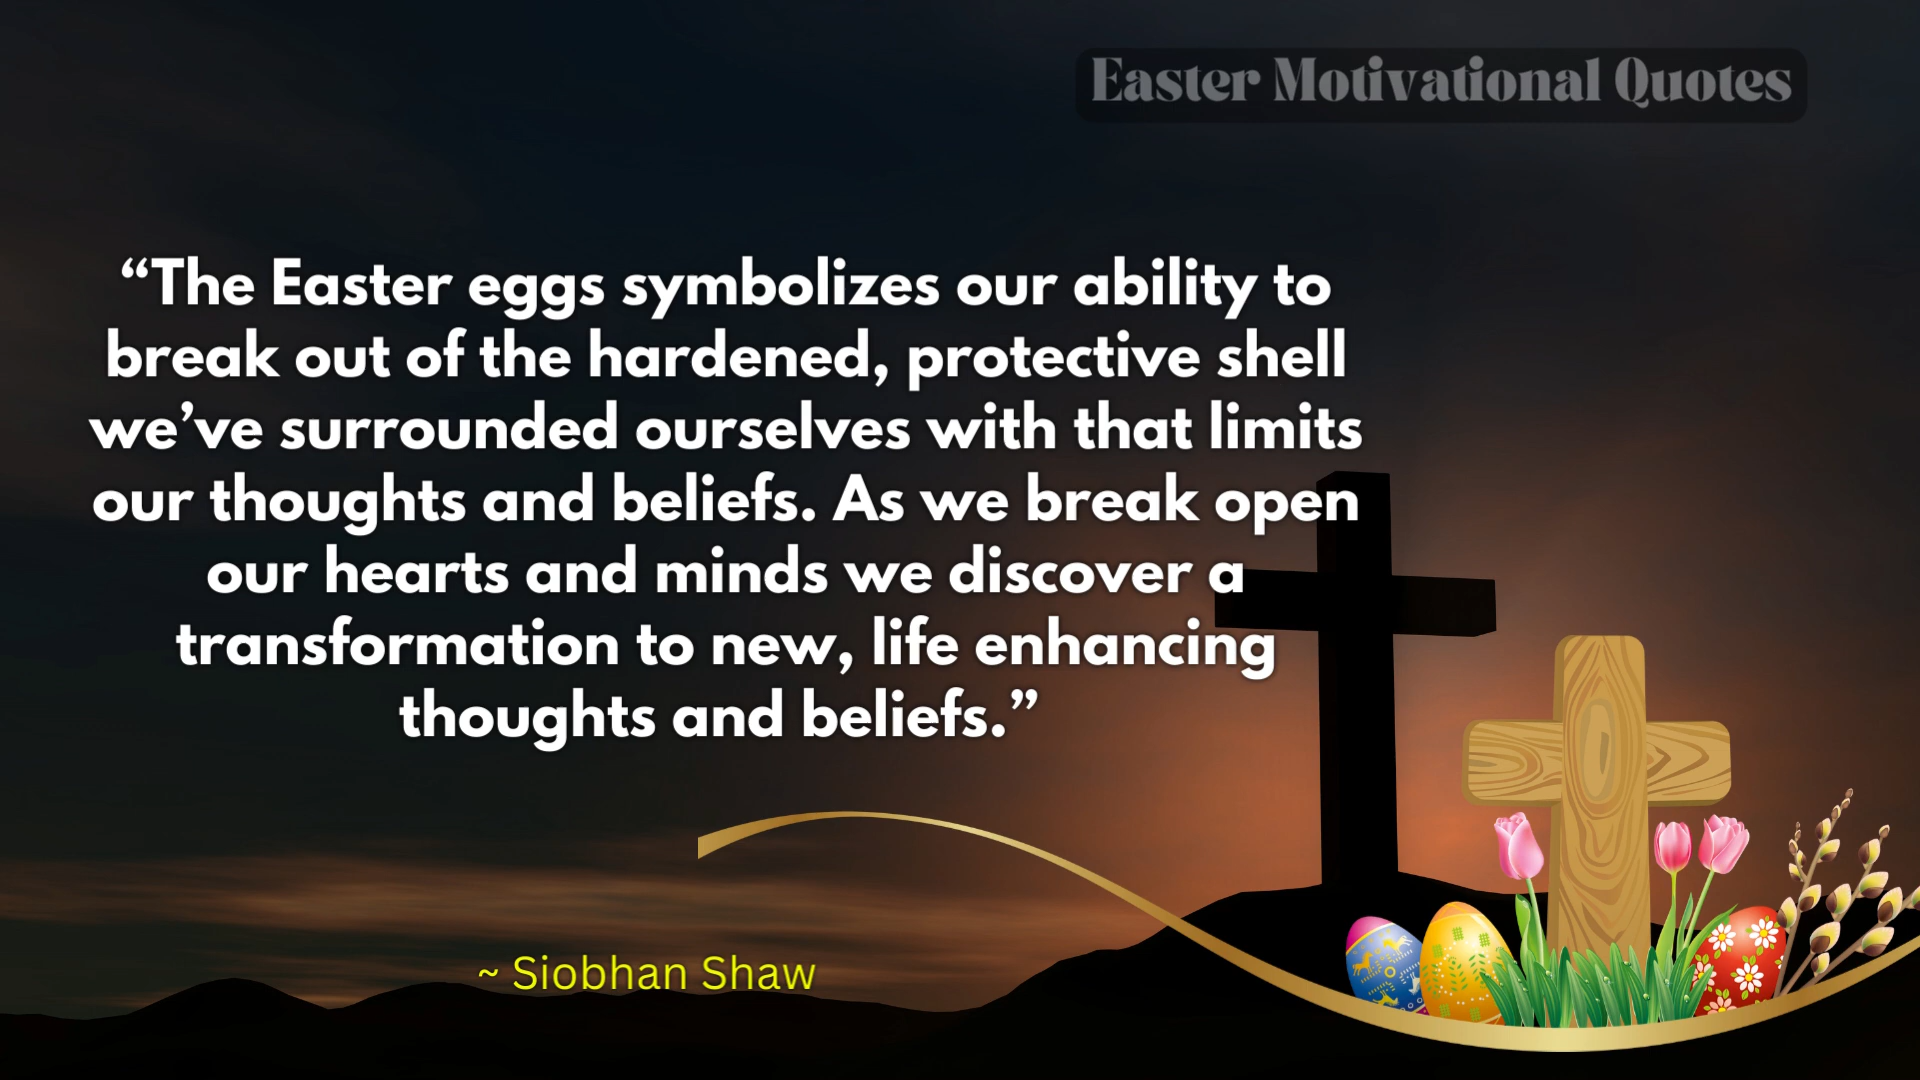 Easter Motivational Quotes
“The Easter eggs symbolizes our ability to
break out of the hardened, protective shell
we’ve surrounded ourselves with that limits
our thoughts and beliefs. As we break open
our hearts and minds we discover a
transformation to new, life enhancing
thoughts and beliefs.”
~ Siobhan Shaw